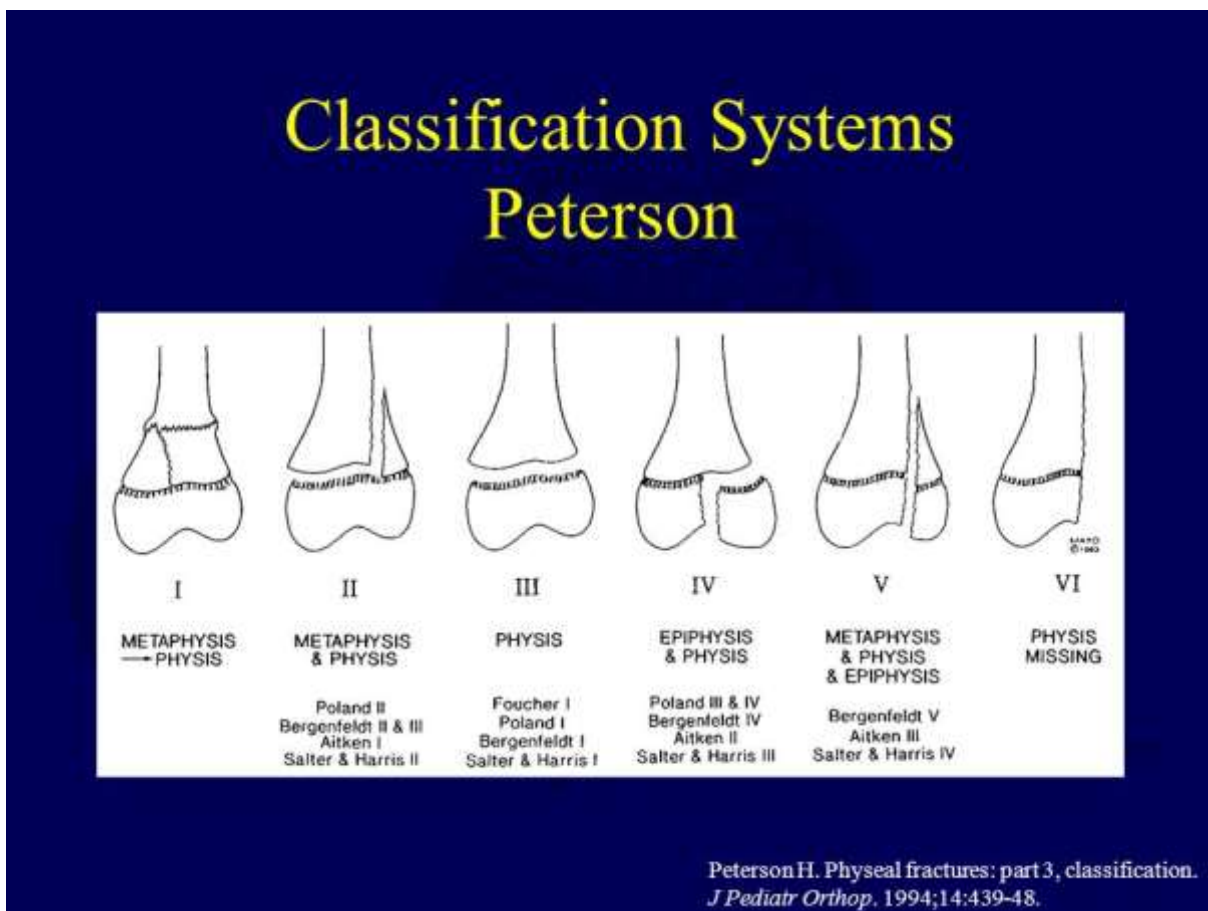 Classification Systems
Peterson
MAYO
©1993
I
II
III
IV
V
VI
METAPHYSIS
→ PHYSIS
METAPHYSIS
& PHYSIS
PHYSIS
EPIPHYSIS
& PHYSIS
METAPHYSIS
& PHYSIS
& EPIPHYSIS
PHYSIS
MISSING
Poland II
Bergenfeldt II & III
Aitken I
Salter & Harris II
Foucher I
Poland I
Bergenfeldt I
Salter & Harris I
Poland III & IV
Bergenfeldt IV
Aitken II
Salter & Harris III
Bergenfeldt V
Aitken III
Salter & Harris IV
Peterson H. Physeal fractures: part 3, classification.
J Pediatr Orthop. 1994;14:439-48.